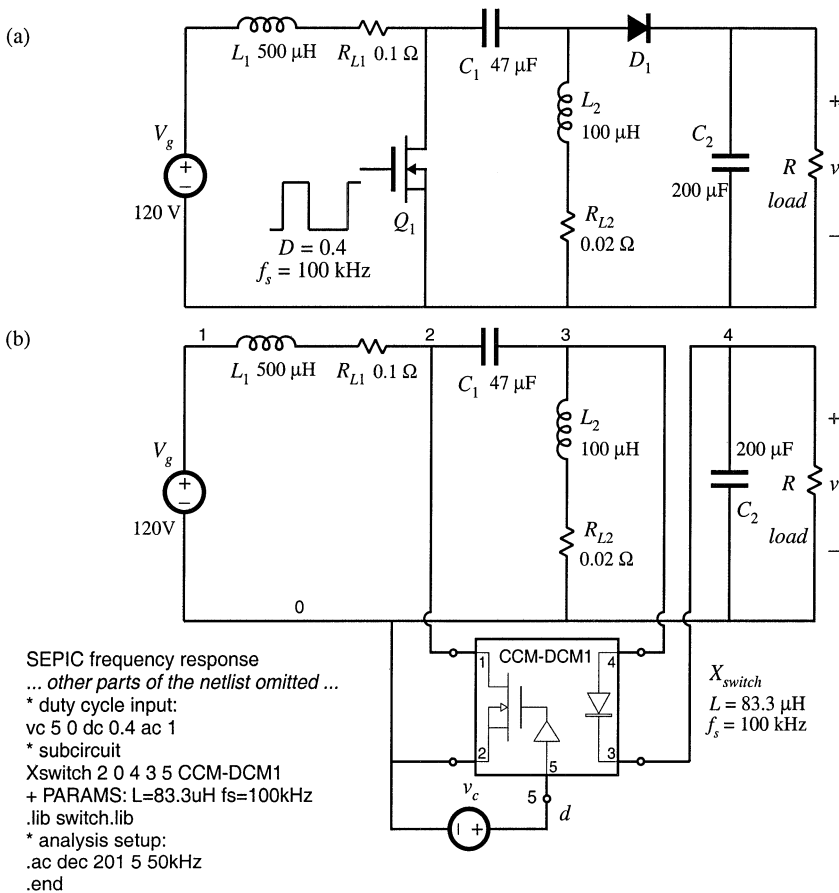 (a)
L1 500 μH
RL1 0.1 Ω
C1 47 μF
D1
L2
100 μH
C2
200 μF
Vg
+
−
120 V
Q1
D = 0.4
fs = 100 kHz
RL2
0.02 Ω
R
load
+
v
−
(b)
1
2
3
4
L1 500 μH
RL1 0.1 Ω
C1 47 μF
L2
100 μH
200 μF
C2
Vg
+
−
120V
RL2
0.02 Ω
R
load
+
v
−
0
CCM-DCM1
1
2
3
4
5
Xswitch
L = 83.3 μH
fs = 100 kHz
vc
− +
5
d
SEPIC frequency response
... other parts of the netlist omitted ...
* duty cycle input:
vc 5 0 dc 0.4 ac 1
* subcircuit
Xswitch 2 0 4 3 5 CCM-DCM1
+ PARAMS: L=83.3uH fs=100kHz
.lib switch.lib
* analysis setup:
.ac dec 201 5 50kHz
.end